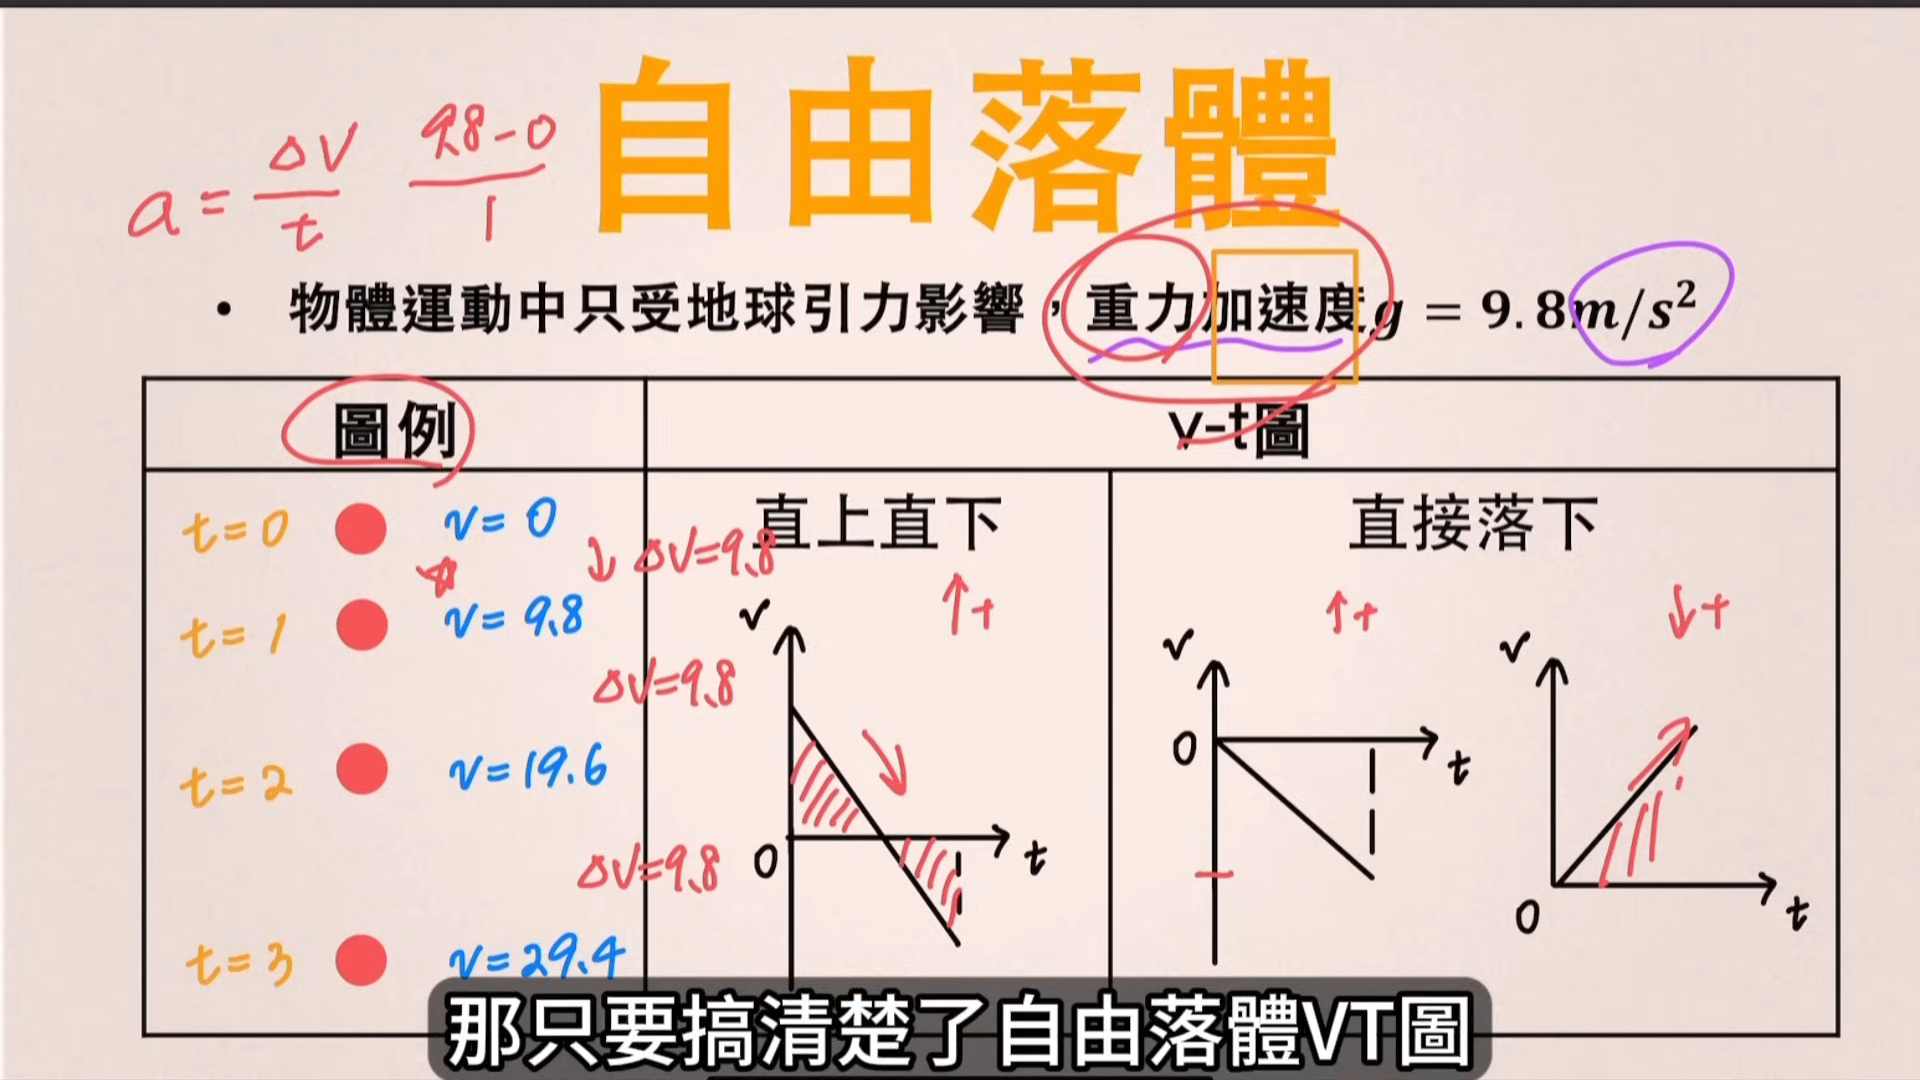 自由落體
a = ΔV/t 9.8-0/1
• 物體運動中只受地球引力影響，重力加速度g = 9.8m/s²
圖例
v-t圖
t=0 v=0
t=1 v=9.8
t=2 v=19.6
t=3 v=29.4
↓ ΔV=9.8
ΔV=9.8
ΔV=9.8
直上直下
↑+
v
0
t
直接落下
↑+
v
0
t
↓+
v
0
t
那只要搞清楚了自由落體VT圖